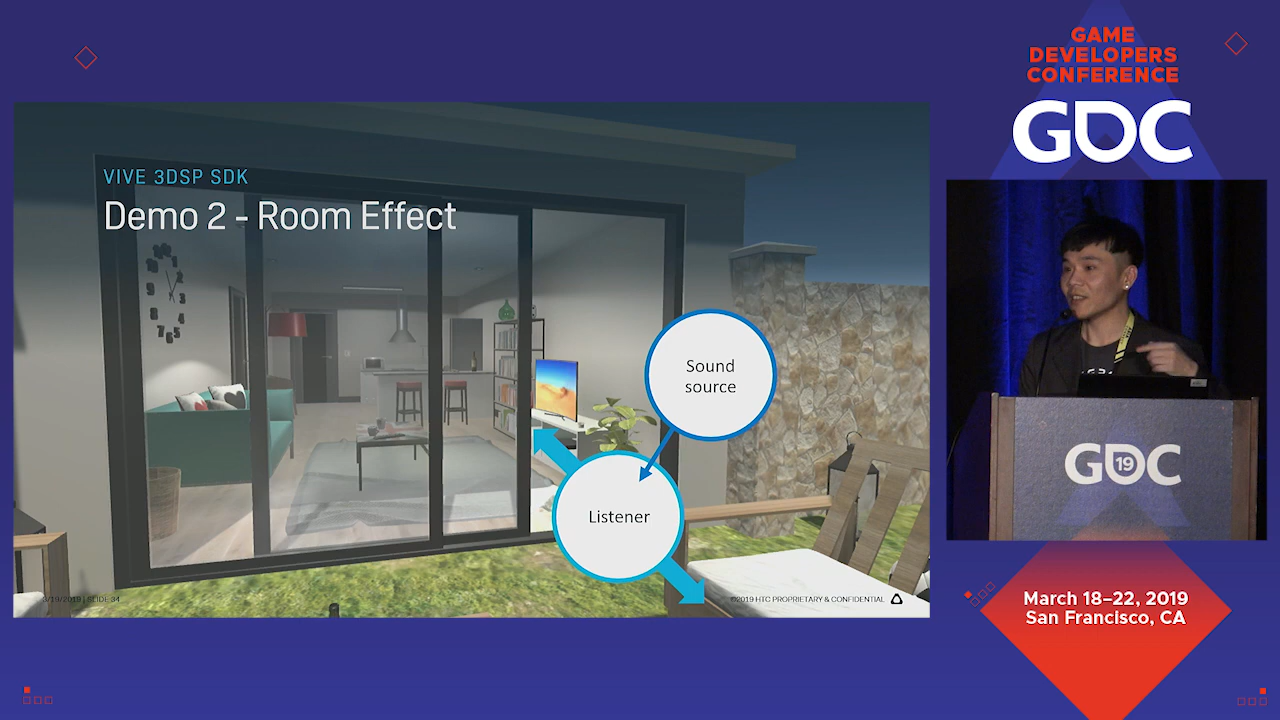 GAME
DEVELOPERS
CONFERENCE
GDC
VIVE 3DSP SDK
Demo 2 - Room Effect
Sound
source
Listener
3/19/2019 | SLIDE 34
©2019 HTC PROPRIETARY & CONFIDENTIAL
GDC
19
March 18–22, 2019
San Francisco, CA